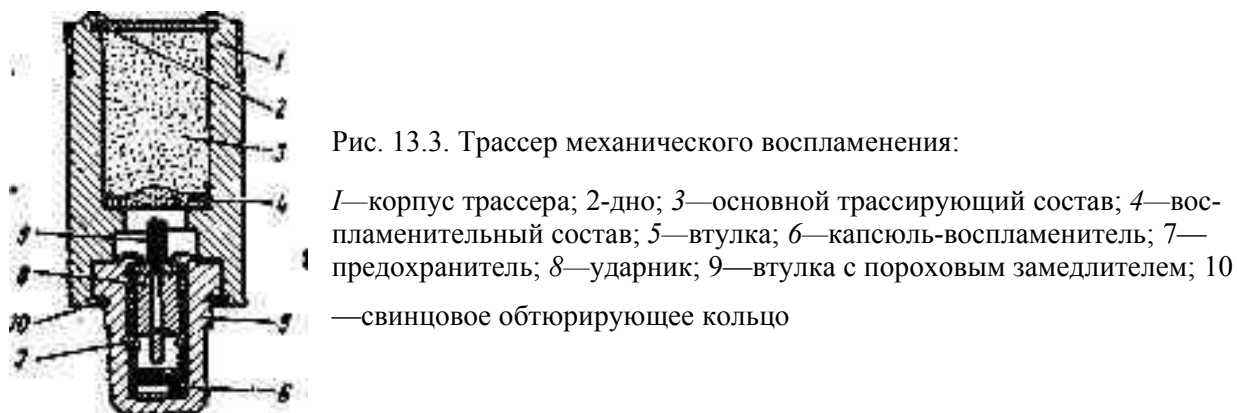 1
2
3
4
9
8
10
7
5
6
Рис. 13.3. Трассер механического воспламенения:
I—корпус трассера; 2-дно; 3—основной трассирующий состав; 4—вос-
пламенительный состав; 5—втулка; 6—капсюль-воспламенитель; 7—
предохранитель; 8—ударник; 9—втулка с пороховым замедлителем; 10
—свинцовое обтюрирующее кольцо